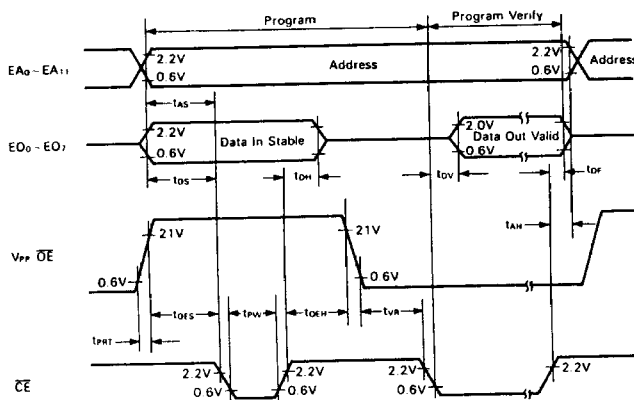 Program
Program Verify
EA₀ ~ EA₁₁
2.2V
0.6V
Address
2.2V
0.6V
Address
tAS
EO₀ ~ EO₇
2.2V
0.6V
Data In Stable
2.0V
0.6V
Data Out Valid
tDS
tDH
tDV
tDF
tAH
VPP O̅E̅
0.6V
21V
21V
0.6V
tPRT
tOES
tPW
tOEH
tVR
C̅E̅
2.2V
0.6V
0.6V
2.2V
2.2V
0.6V
2.2V